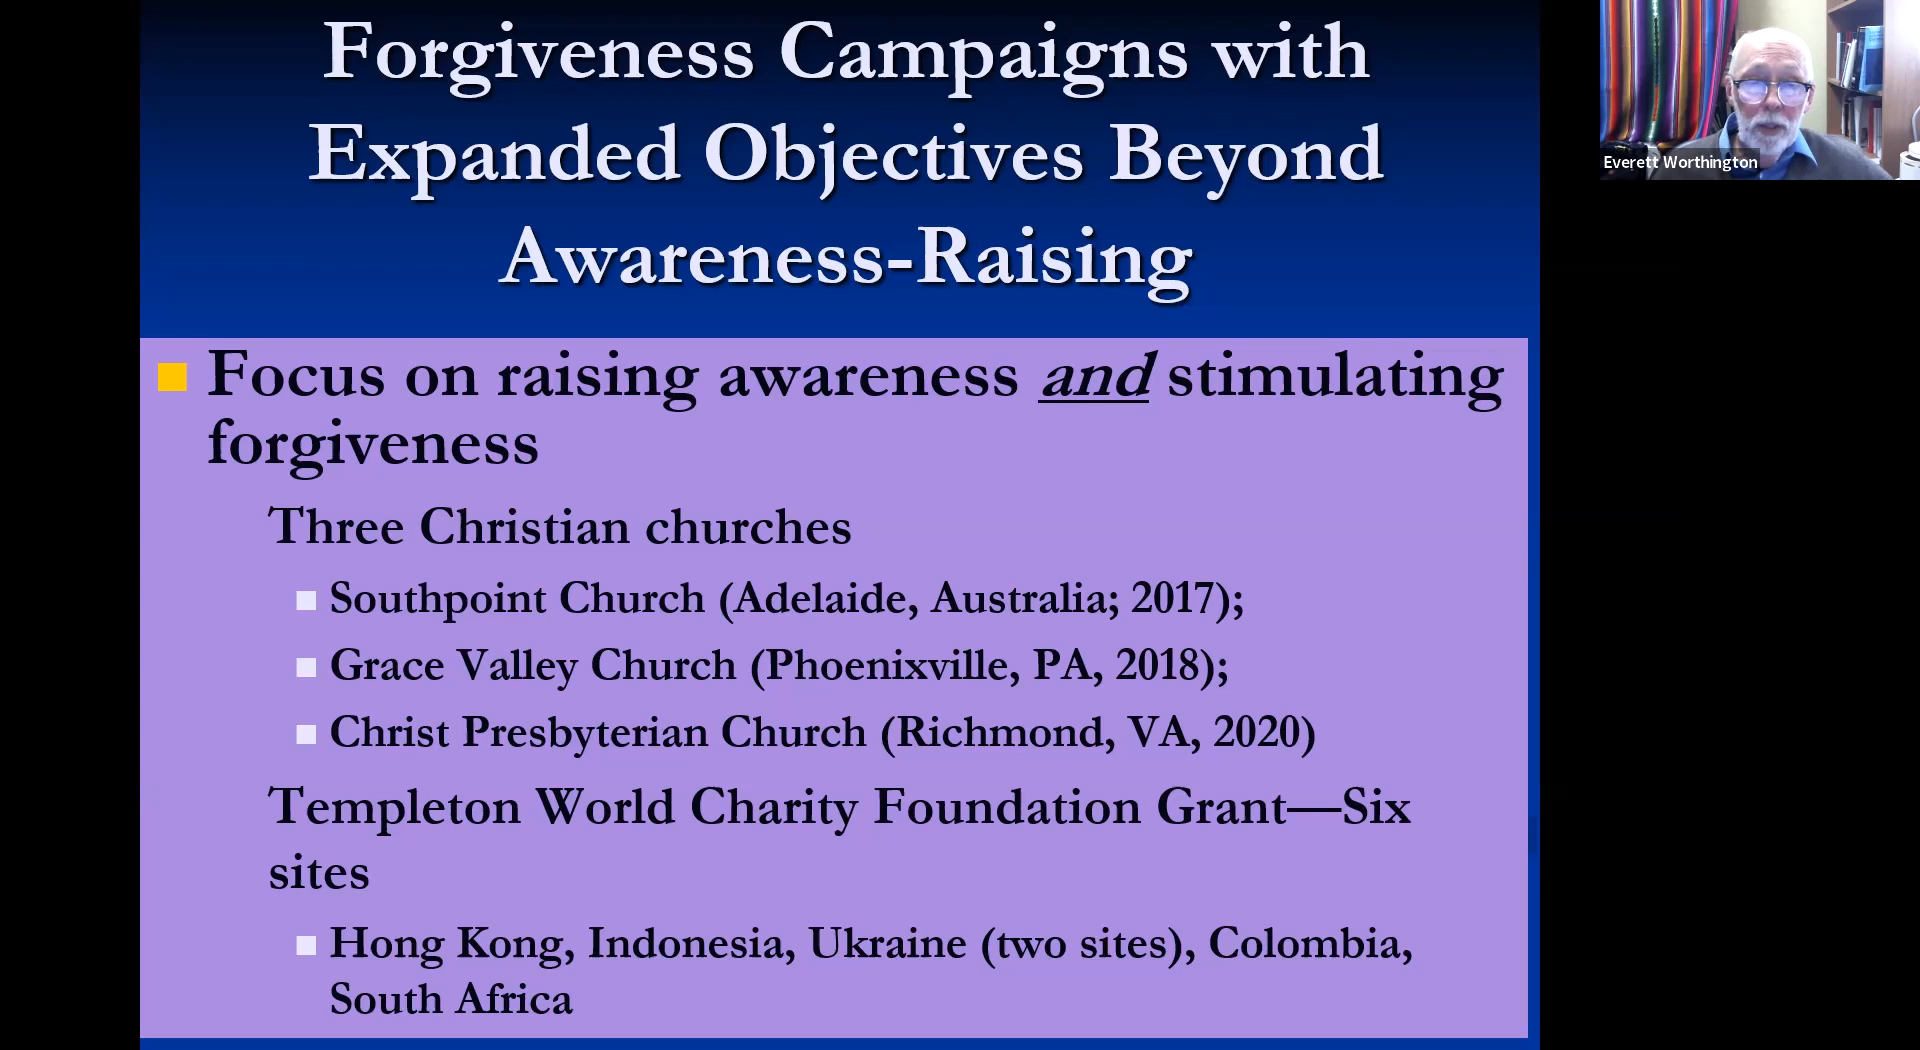 Forgiveness Campaigns with
Expanded Objectives Beyond
Awareness-Raising
Focus on raising awareness and stimulating
forgiveness
Three Christian churches
Southpoint Church (Adelaide, Australia; 2017);
Grace Valley Church (Phoenixville, PA, 2018);
Christ Presbyterian Church (Richmond, VA, 2020)
Templeton World Charity Foundation Grant—Six
sites
Hong Kong, Indonesia, Ukraine (two sites), Colombia,
South Africa
Everett Worthington